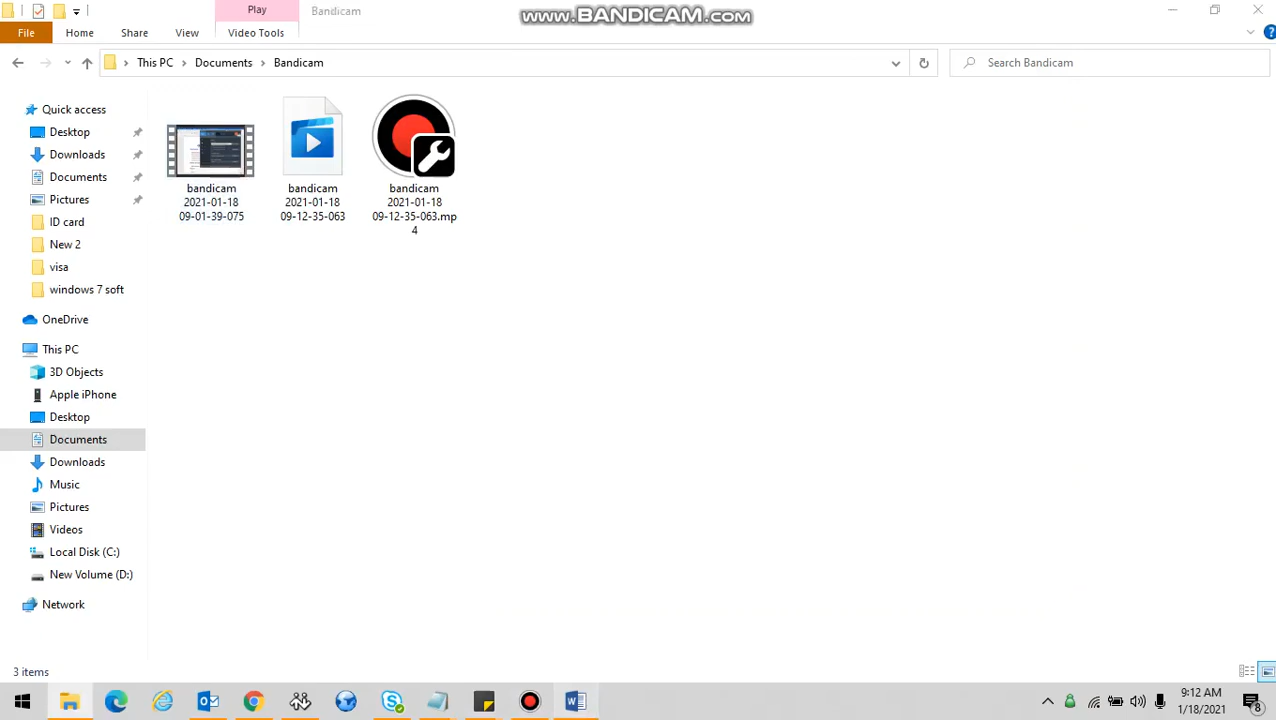 Play
Bandicam
www.BANDICAM.com
File
Home
Share
View
Video Tools
This PC
Documents
Bandicam
Search Bandicam
Quick access
Desktop
Downloads
Documents
Pictures
ID card
New 2
visa
windows 7 soft
OneDrive
This PC
3D Objects
Apple iPhone
Desktop
Documents
Downloads
Music
Pictures
Videos
Local Disk (C:)
New Volume (D:)
Network
bandicam
2021-01-18
09-01-39-075
bandicam
2021-01-18
09-12-35-063
bandicam
2021-01-18
09-12-35-063.mp
4
3 items
9:12 AM
1/18/2021
8